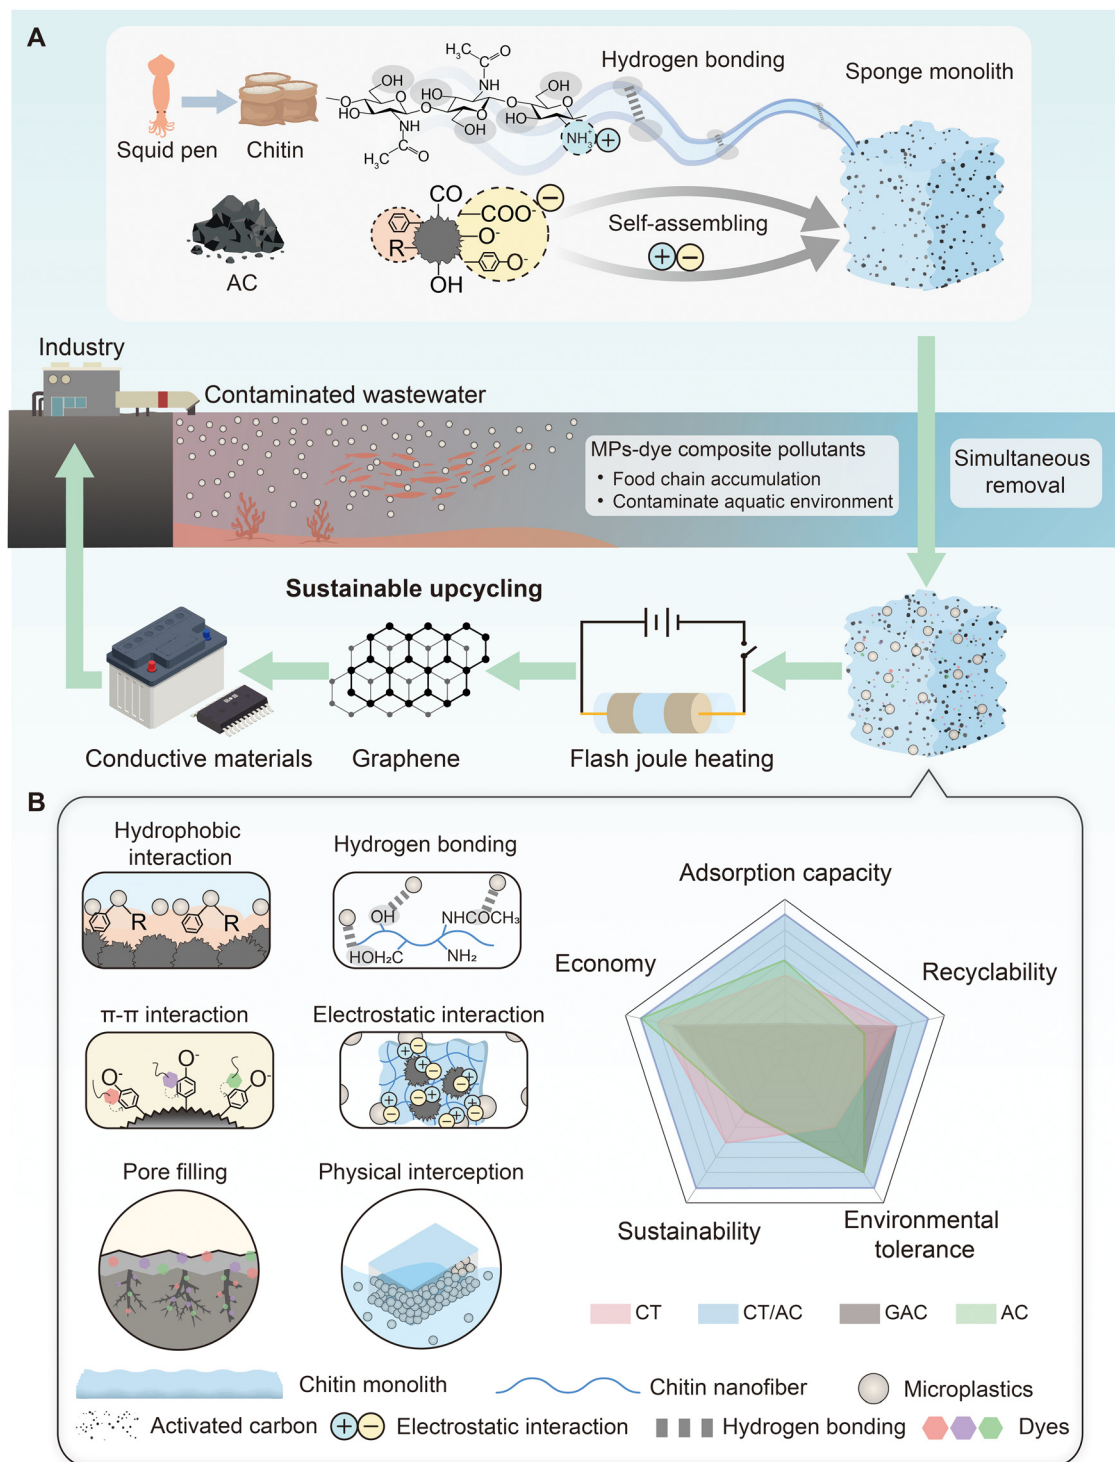 A
Squid pen
Chitin
H₃C
O
NH
OH
OH
O
HO
O
HO
O
O
HO
O
NH
OH
HO
O
NH₃⁺
+
H₃C
O
Hydrogen bonding
Sponge monolith
AC
CO
COO⁻
−
O⁻
R
O⁻
OH
Self-assembling
+ −
Industry
Contaminated wastewater
MPs-dye composite pollutants
• Food chain accumulation
• Contaminate aquatic environment
Simultaneous
removal
Sustainable upcycling
Conductive materials
Graphene
Flash joule heating
B
Hydrophobic
interaction
R
R
Hydrogen bonding
OH
NHCOCH₃
HOH₂C
NH₂
π-π interaction
O⁻
O⁻
O⁻
Electrostatic interaction
Pore filling
Physical interception
Adsorption capacity
Economy
Recyclability
Sustainability
Environmental
tolerance
CT
CT/AC
GAC
AC
Chitin monolith
Chitin nanofiber
Microplastics
Activated carbon
+ −
Electrostatic interaction
Hydrogen bonding
Dyes